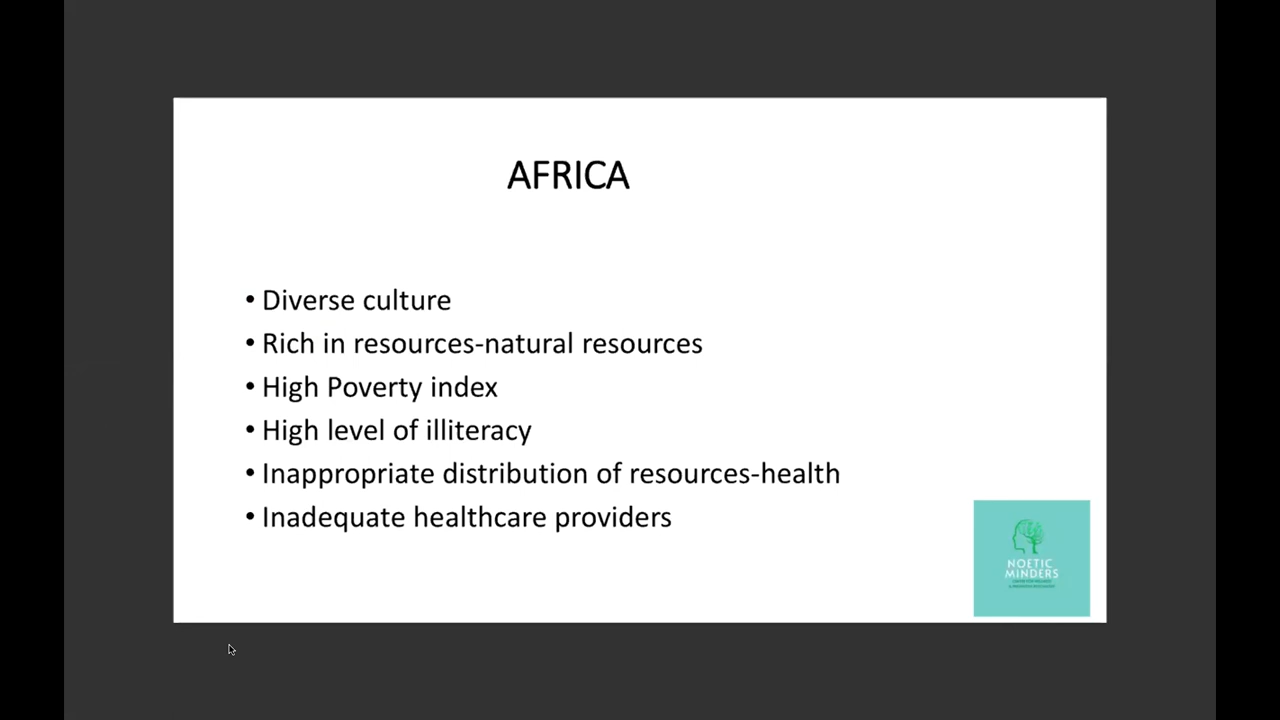 AFRICA
• Diverse culture
• Rich in resources-natural resources
• High Poverty index
• High level of illiteracy
• Inappropriate distribution of resources-health
• Inadequate healthcare providers
NOETIC
MINDERS